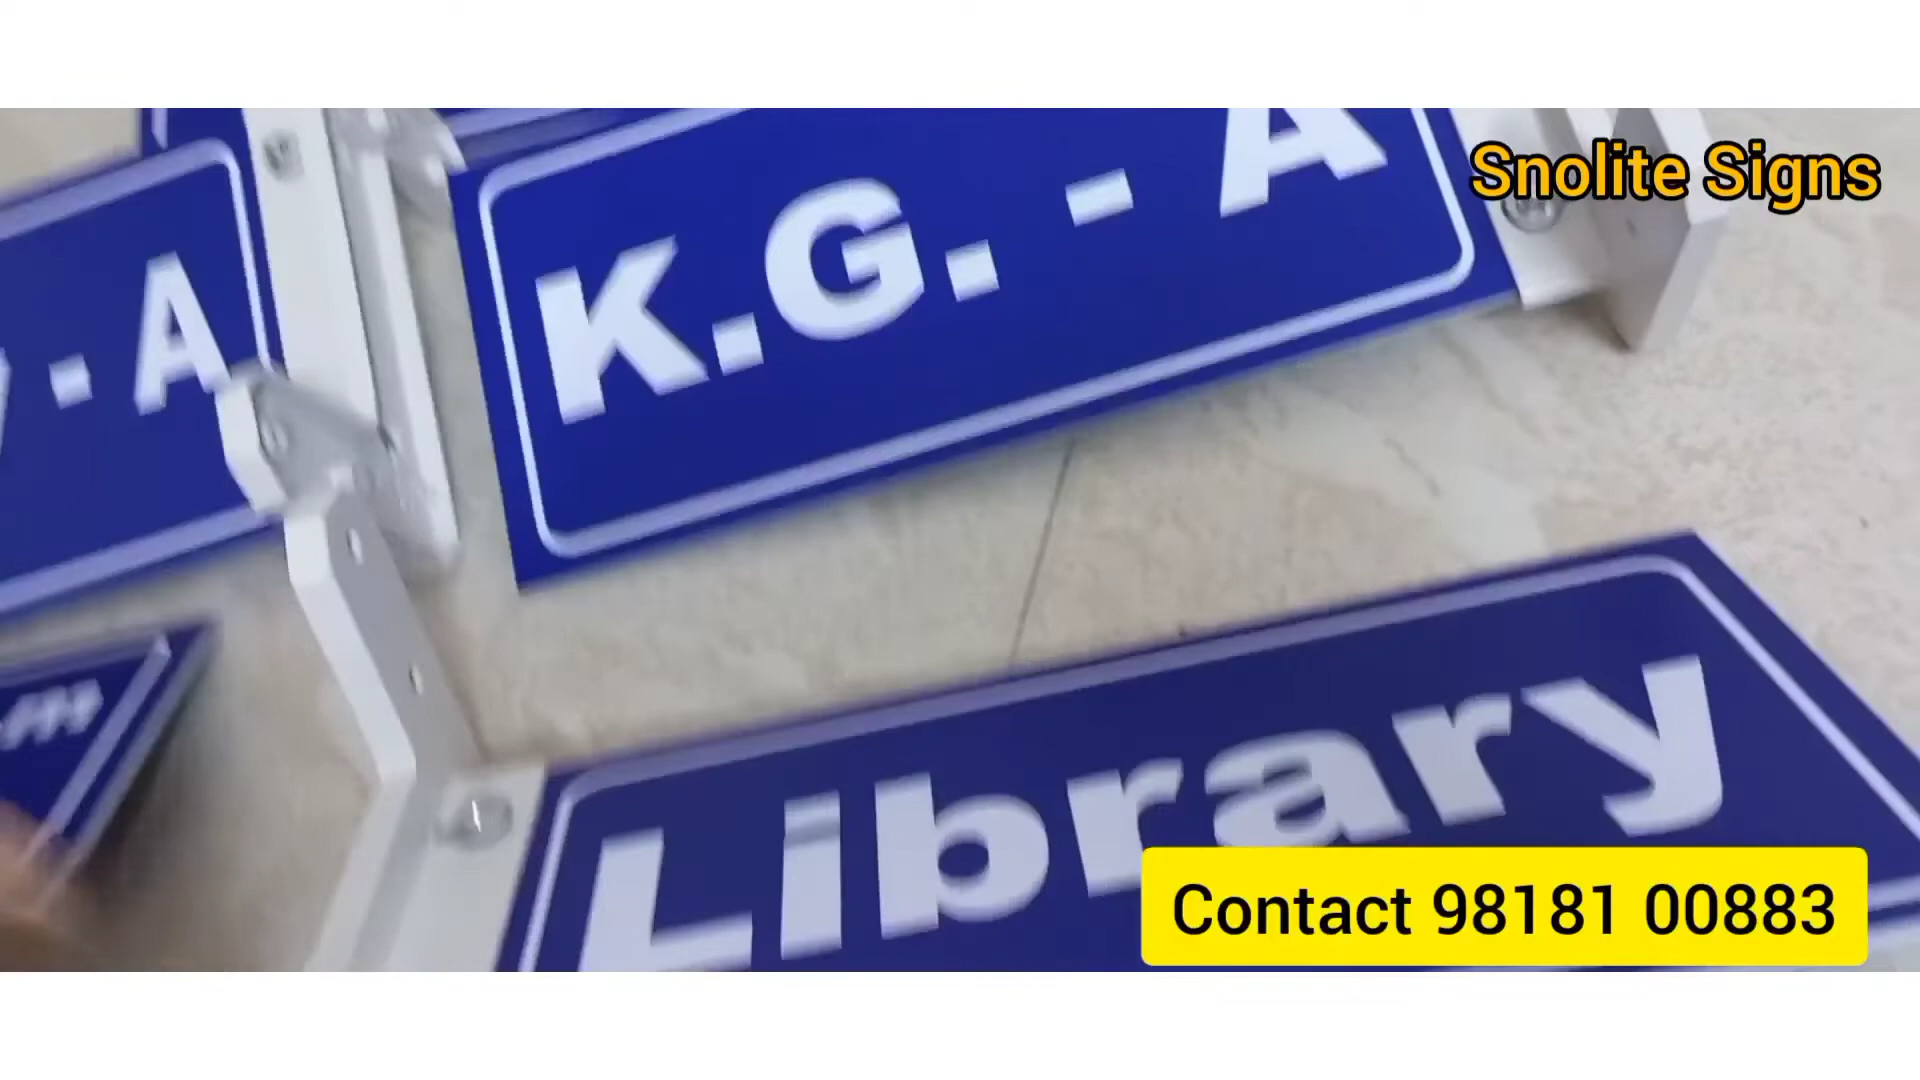 K.G. - A
Snolite Signs
- A
Library
Contact 98181 00883